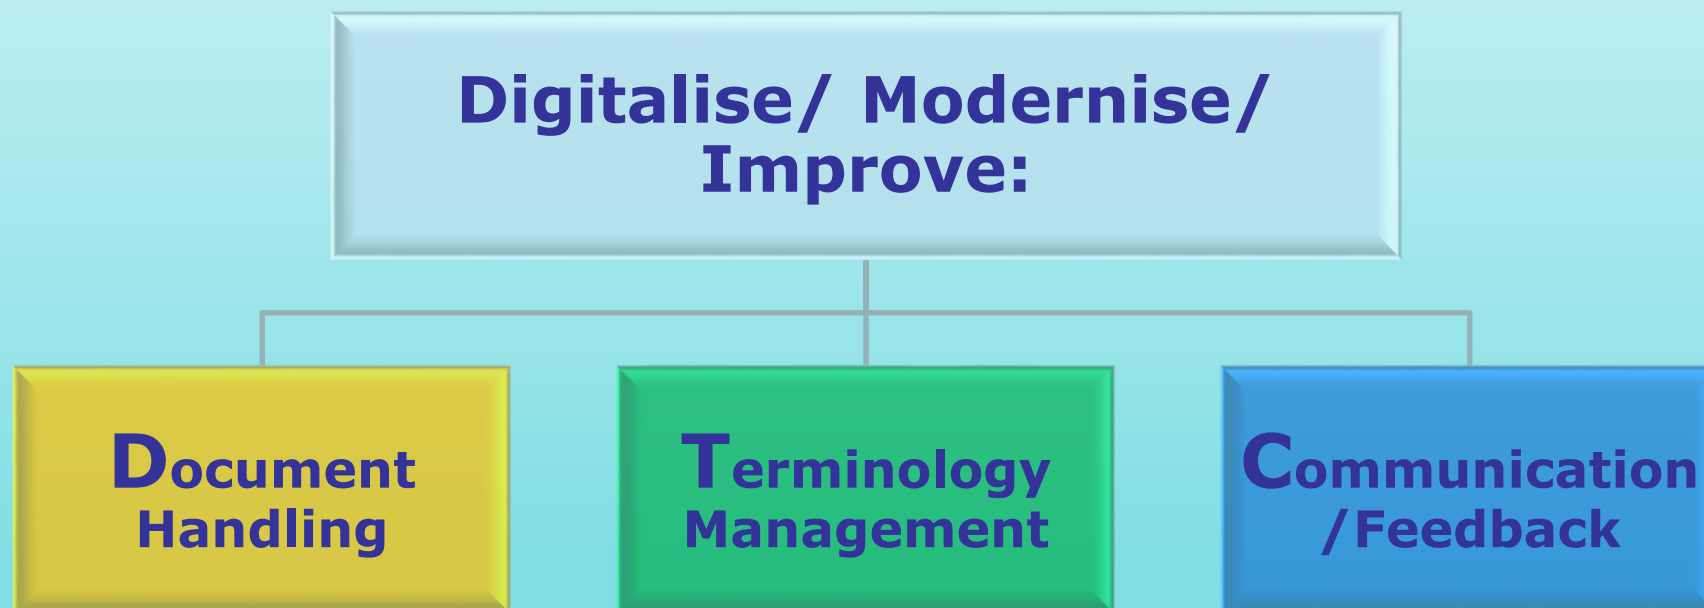 Digitalise/ Modernise/
Improve:
Document
Handling
Terminology
Management
Communication
/Feedback